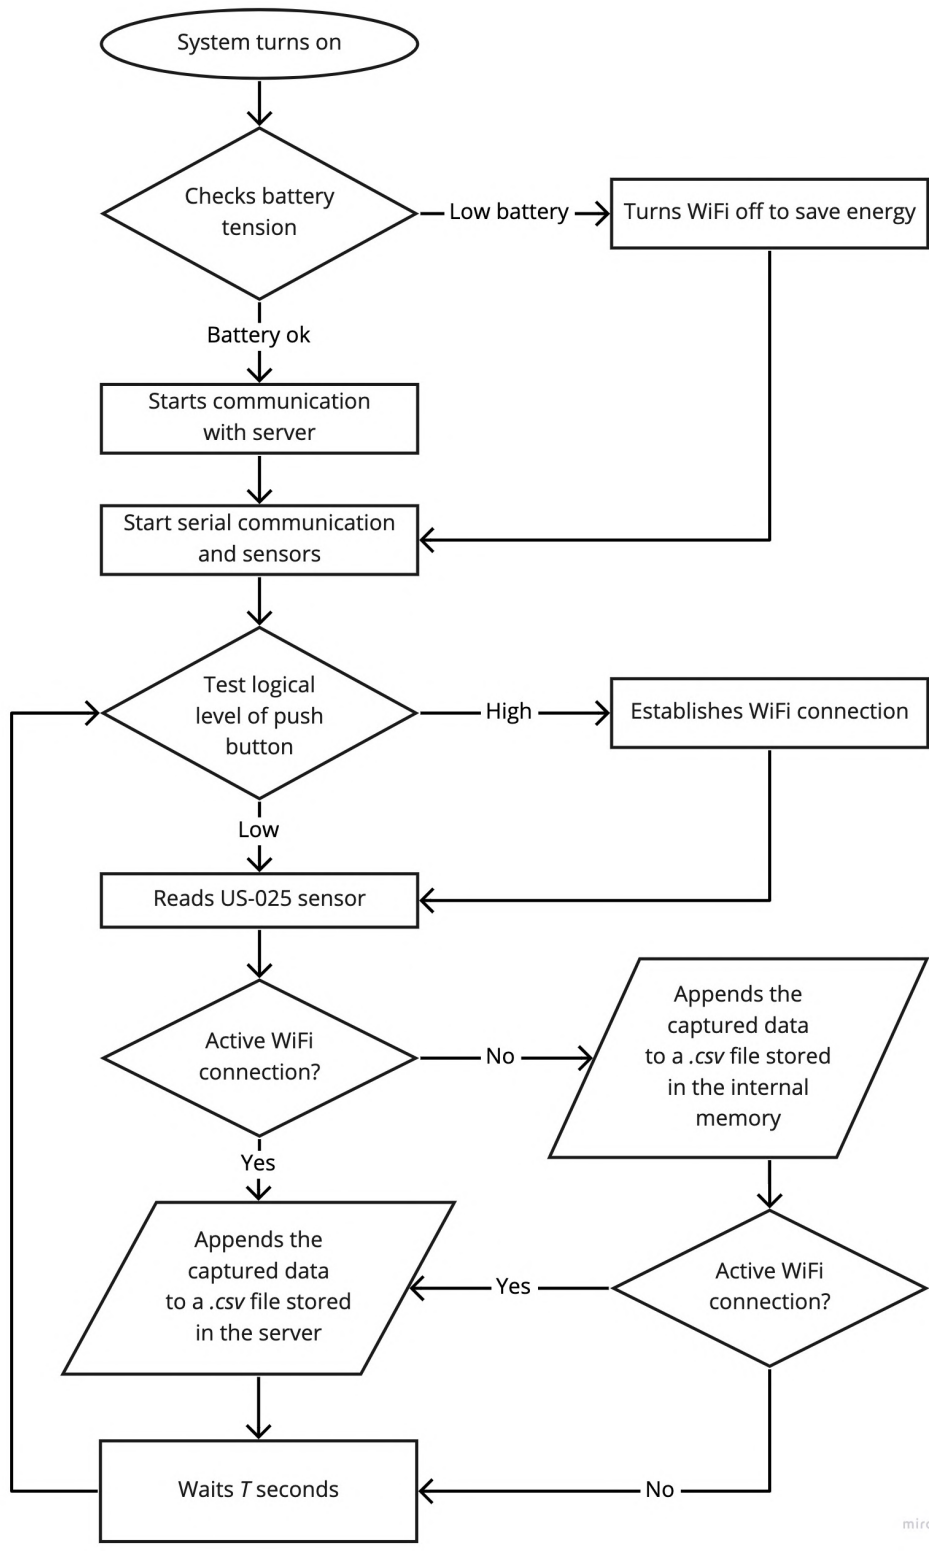 System turns on
Checks battery
tension
Low battery
Turns WiFi off to save energy
Battery ok
Starts communication
with server
Start serial communication
and sensors
Test logical
level of push
button
High
Establishes WiFi connection
Low
Reads US-025 sensor
Active WiFi
connection?
No
Appends the
captured data
to a .csv file stored
in the internal
memory
Yes
Appends the
captured data
to a .csv file stored
in the server
Yes
Active WiFi
connection?
Waits T seconds
No